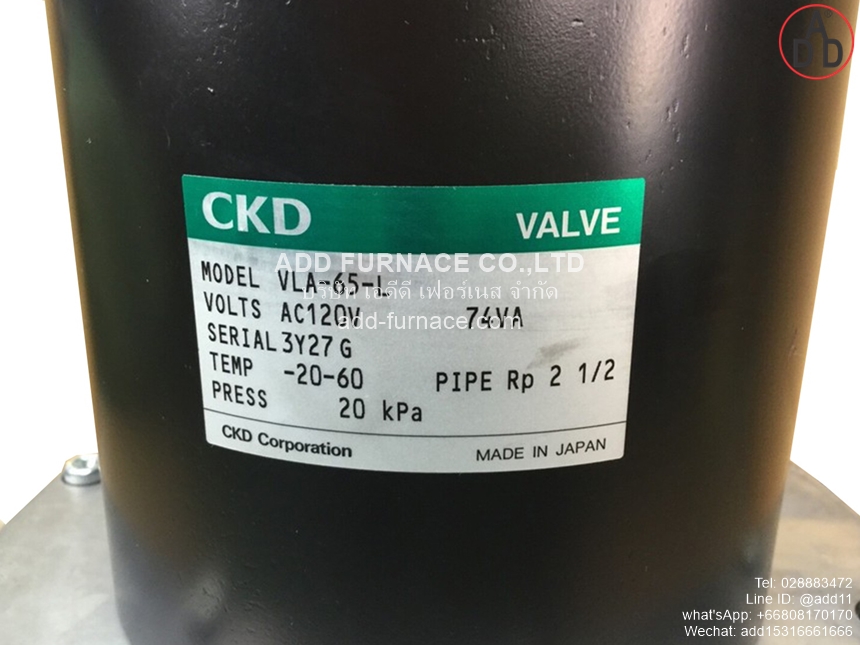 ADD
CKD VALVE
ADD FURNACE CO.,LTD
MODEL VLA-65-L
บริษัท เอดีดี เฟอร์เนส จำกัด
VOLTS AC120V 74VA
add-furnace.com
SERIAL 3Y27 G
TEMP -20-60 PIPE Rp 2 1/2
PRESS 20 kPa
CKD Corporation MADE IN JAPAN
Tel: 028883472
Line ID: @add11
what'sApp: +66808170170
Wechat: add15316661666